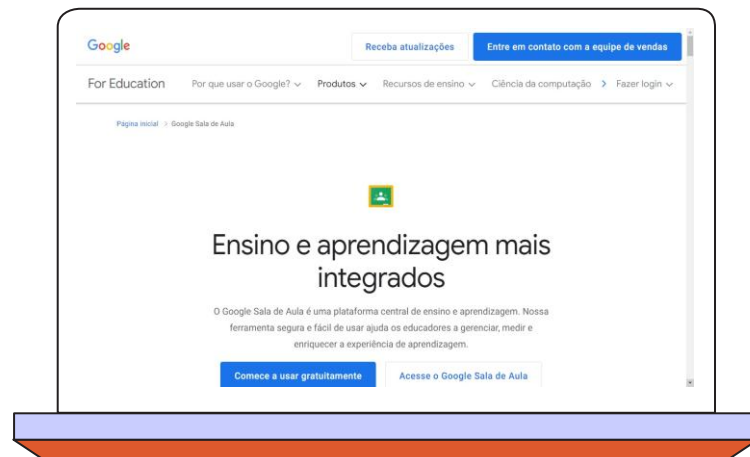 Google
Receba atualizações
Entre em contato com a equipe de vendas
For Education
Por que usar o Google?
Produtos
Recursos de ensino
Ciência da computação
Fazer login
Página inicial > Google Sala de Aula
Ensino e aprendizagem mais
integrados
O Google Sala de Aula é uma plataforma central de ensino e aprendizagem. Nossa
ferramenta segura e fácil de usar ajuda os educadores a gerenciar, medir e
enriquecer a experiência de aprendizagem.
Comece a usar gratuitamente
Acesse o Google Sala de Aula